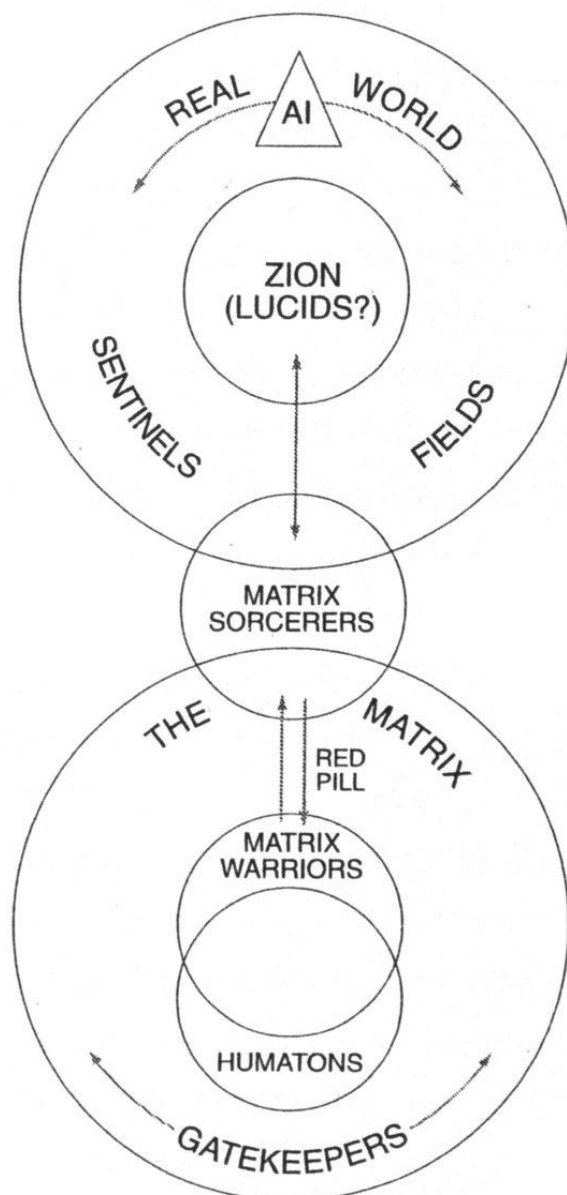 REAL
AI
WORLD
ZION
(LUCIDS?)
SENTINELS
FIELDS
MATRIX
SORCERERS
THE
MATRIX
RED
PILL
MATRIX
WARRIORS
HUMATONS
GATEKEEPERS